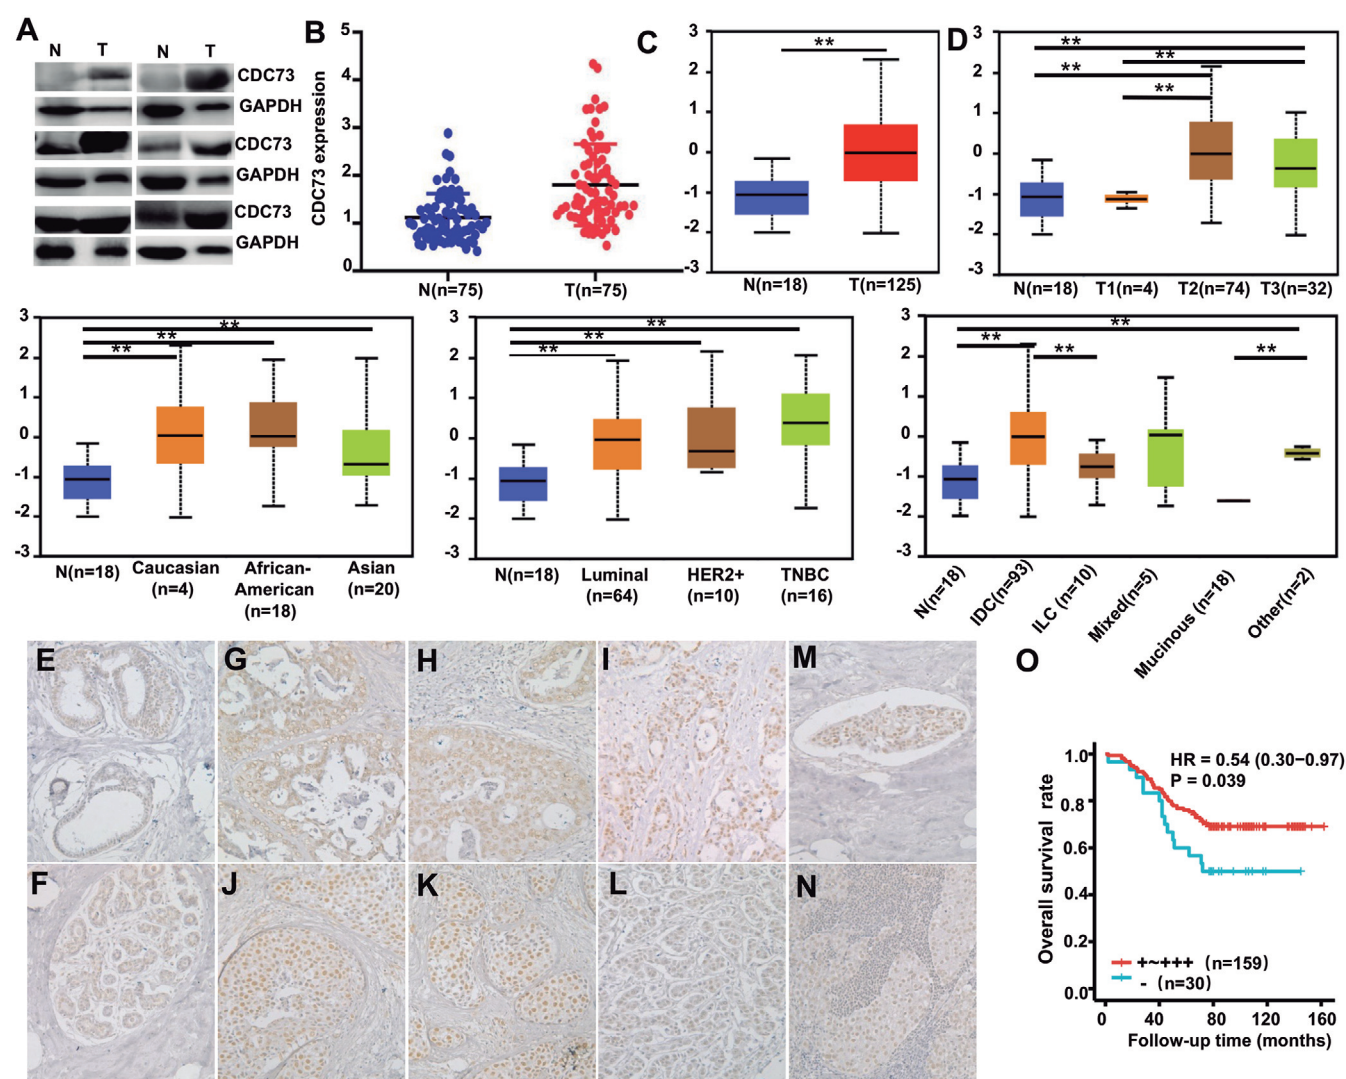 A
N T N T
CDC73
GAPDH
CDC73
GAPDH
CDC73
GAPDH
B
CDC73 expression
5
4
3
2
1
0
N(n=75) T(n=75)
C
3
2
1
0
-1
-2
-3
**
N(n=18) T(n=125)
D
3
2
1
0
-1
-2
-3
**
**
**
**
N(n=18) T1(n=4) T2(n=74) T3(n=32)
3
2
1
0
-1
-2
-3
**
**
**
N(n=18) Caucasian (n=4) African-American (n=18) Asian (n=20)
3
2
1
0
-1
-2
-3
**
**
**
N(n=18) Luminal (n=64) HER2+ (n=10) TNBC (n=16)
3
2
1
0
-1
-2
-3
**
** ** **
N(n=18) IDC(n=93) ILC (n=10) Mixed(n=5) Mucinous (n=18) Other(n=2)
E G H I M
F J K L N
O
Overall survival rate
1.0
0.8
0.6
0.4
0.2
0.0
HR = 0.54 (0.30−0.97)
P = 0.039
+~+++ (n=159)
- (n=30)
0 40 80 120 160
Follow-up time (months)